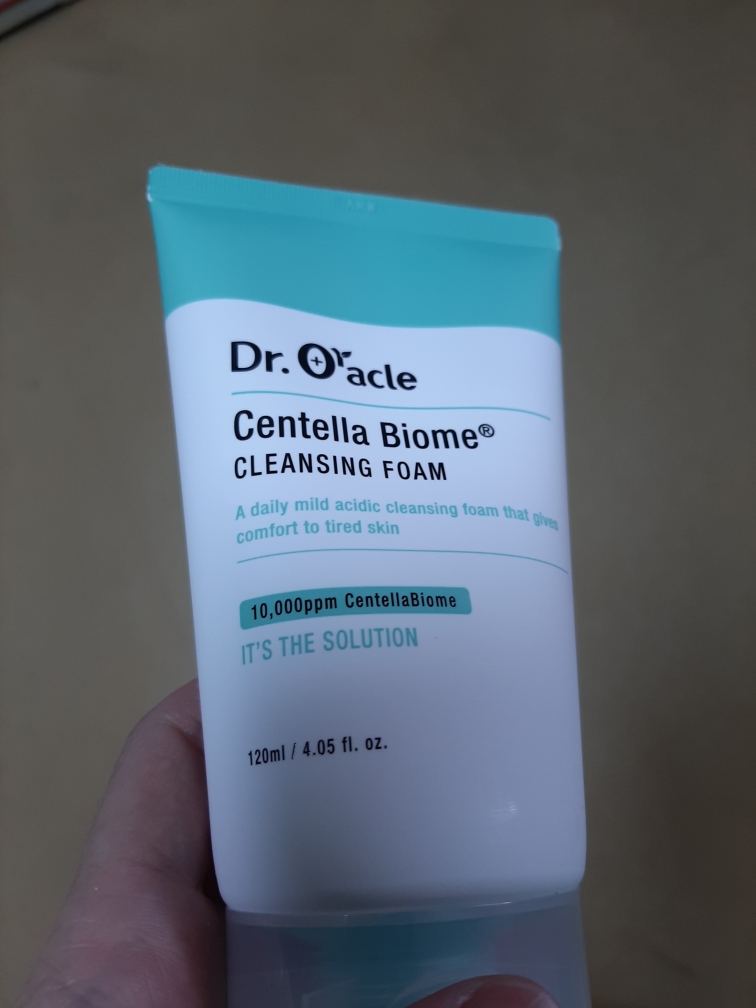 Dr. Oracle
Centella Biome®
CLEANSING FOAM
A daily mild acidic cleansing foam that gives
comfort to tired skin
10,000ppm CentellaBiome
IT'S THE SOLUTION
120ml / 4.05 fl. oz.